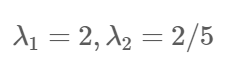 λ₁ = 2, λ₂ = 2/5